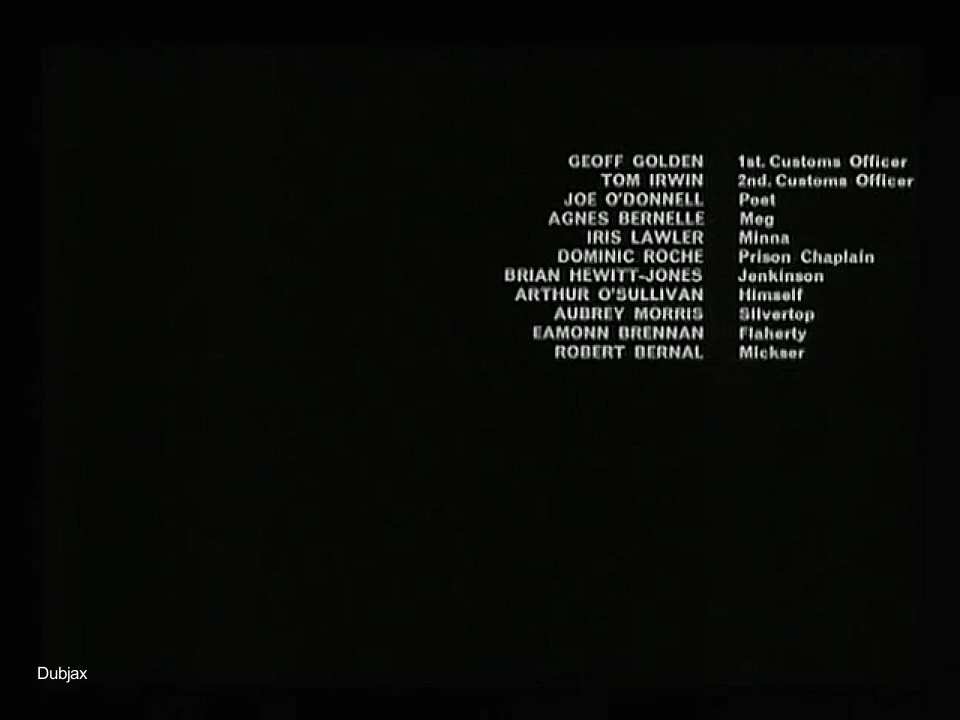 GEOFF GOLDEN 1st. Customs Officer
TOM IRWIN 2nd. Customs Officer
JOE O'DONNELL Poet
AGNES BERNELLE Meg
IRIS LAWLER Minna
DOMINIC ROCHE Prison Chaplain
BRIAN HEWITT-JONES Jenkinson
ARTHUR O'SULLIVAN Himself
AUBREY MORRIS Silvertop
EAMONN BRENNAN Flaherty
ROBERT BERNAL Mickser
Dubjax